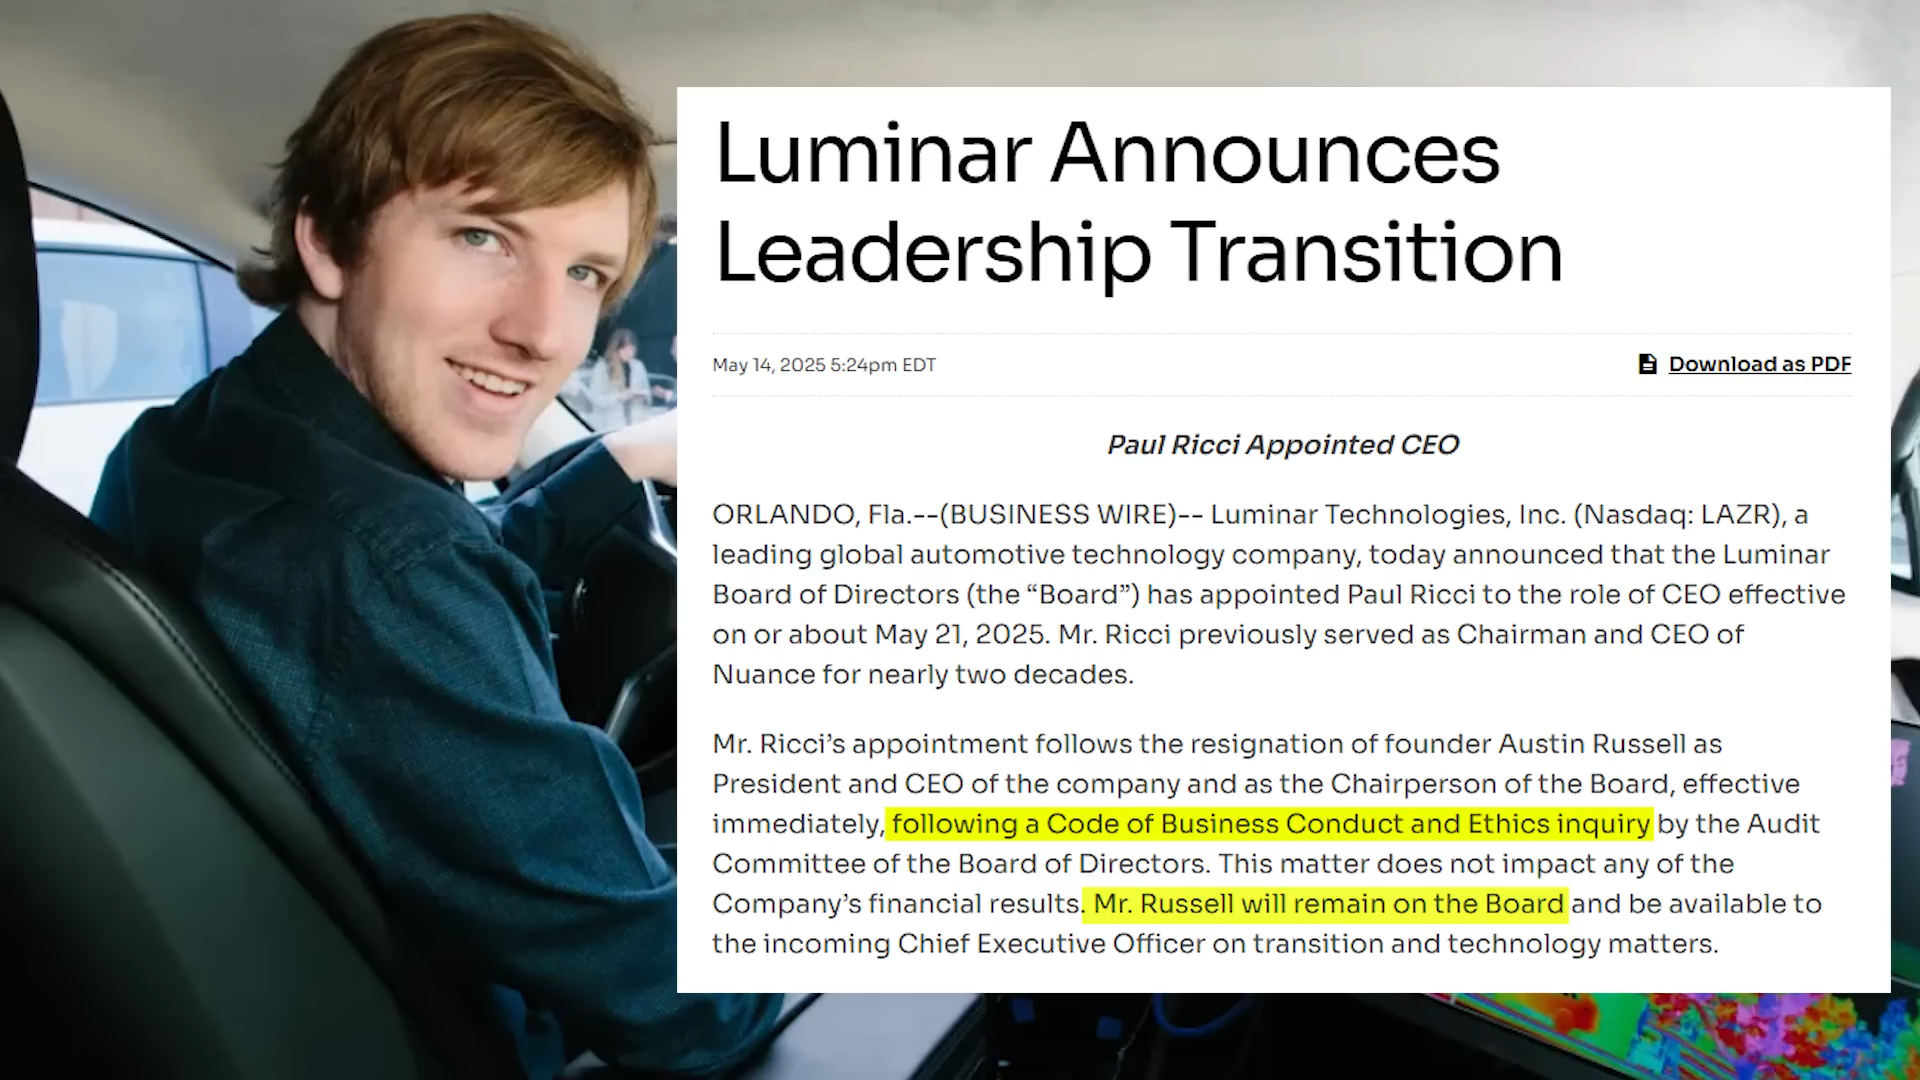 Luminar Announces
Leadership Transition
May 14, 2025 5:24pm EDT
Download as PDF
Paul Ricci Appointed CEO
ORLANDO, Fla.--(BUSINESS WIRE)-- Luminar Technologies, Inc. (Nasdaq: LAZR), a
leading global automotive technology company, today announced that the Luminar
Board of Directors (the “Board”) has appointed Paul Ricci to the role of CEO effective
on or about May 21, 2025. Mr. Ricci previously served as Chairman and CEO of
Nuance for nearly two decades.
Mr. Ricci’s appointment follows the resignation of founder Austin Russell as
President and CEO of the company and as the Chairperson of the Board, effective
immediately, following a Code of Business Conduct and Ethics inquiry by the Audit
Committee of the Board of Directors. This matter does not impact any of the
Company’s financial results. Mr. Russell will remain on the Board and be available to
the incoming Chief Executive Officer on transition and technology matters.